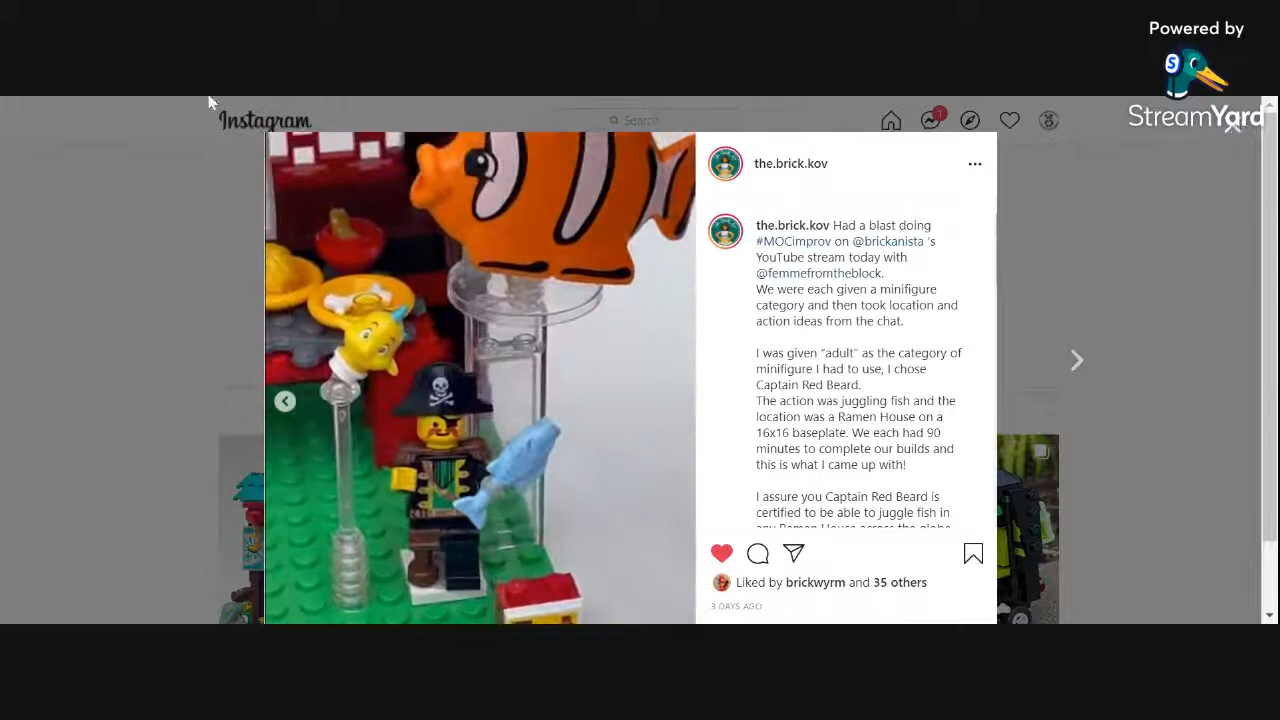 Powered by
StreamYard
Instagram
Search
1
the.brick.kov
the.brick.kov Had a blast doing
#MOCimprov on @brickanista 's
YouTube stream today with
@femmefromtheblock.
We were each given a minifigure
category and then took location and
action ideas from the chat.
I was given "adult" as the category of
minifigure I had to use, I chose
Captain Red Beard.
The action was juggling fish and the
location was a Ramen House on a
16x16 baseplate. We each had 90
minutes to complete our builds and
this is what I came up with!
I assure you Captain Red Beard is
certified to be able to juggle fish in
any Ramen House across the globe
Liked by brickwyrm and 35 others
3 DAYS AGO